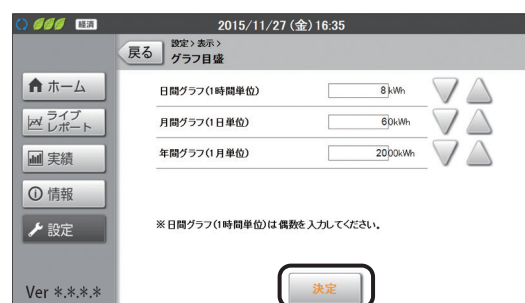 経済
2015/11/27(金)16:35
戻る
設定>表示>
グラフ目盛
ホーム
ライブ
レポート
実績
情報
設定
Ver *.*.*.*
日間グラフ(1時間単位)
8 kWh
月間グラフ(1日単位)
60kWh
年間グラフ(1月単位)
2000kWh
※日間グラフ(1時間単位)は偶数を入力してください。
決定